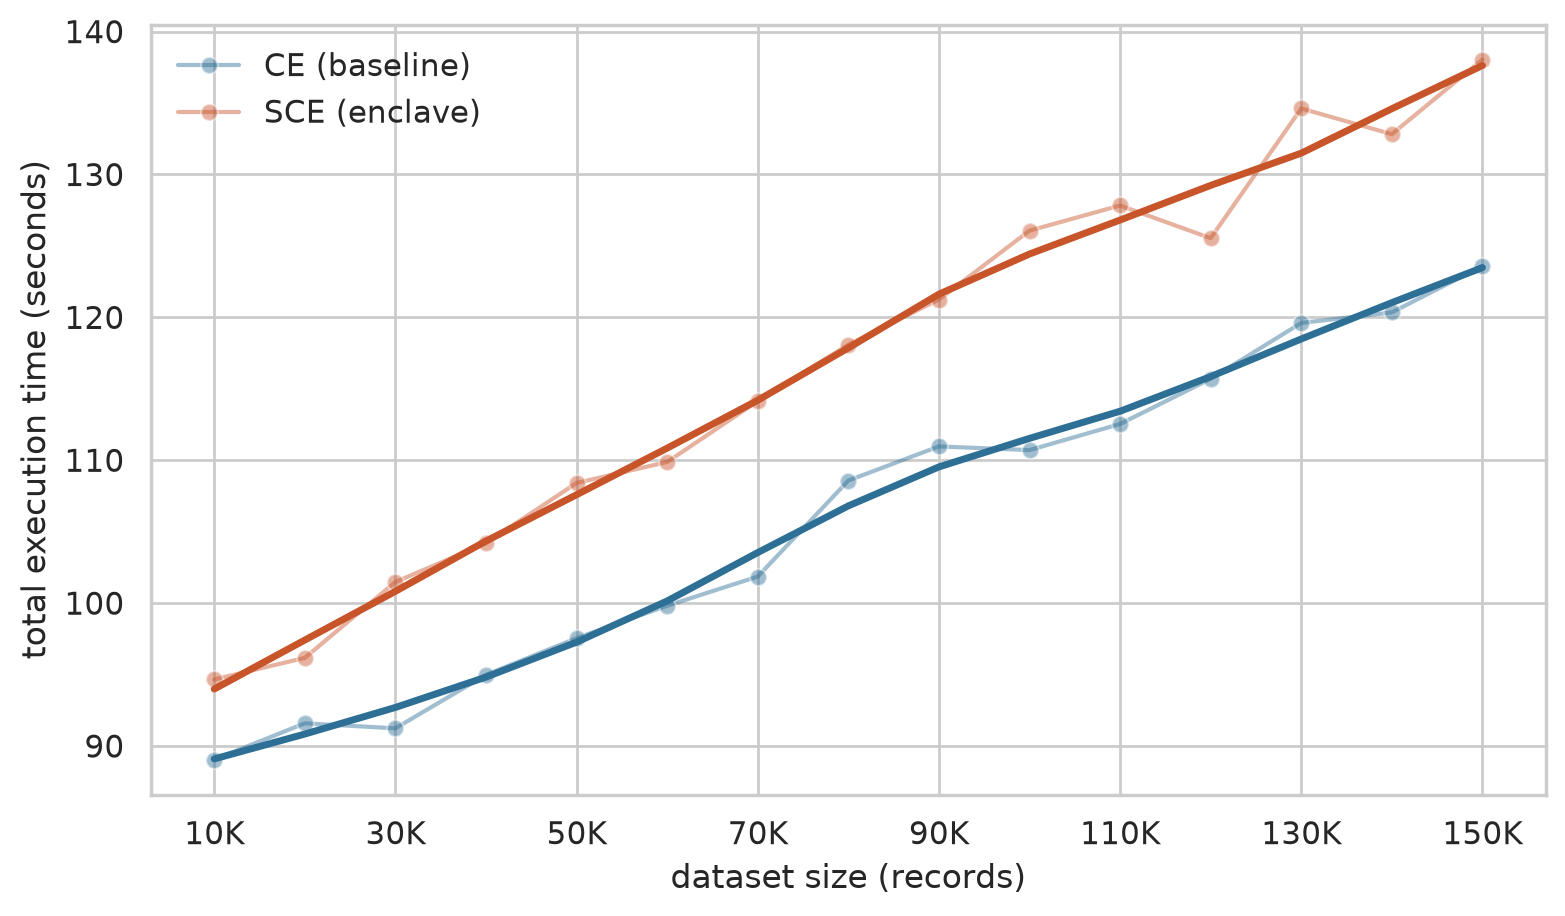 140
130
120
110
100
90
total execution time (seconds)
CE (baseline)
SCE (enclave)
10K 30K 50K 70K 90K 110K 130K 150K
dataset size (records)